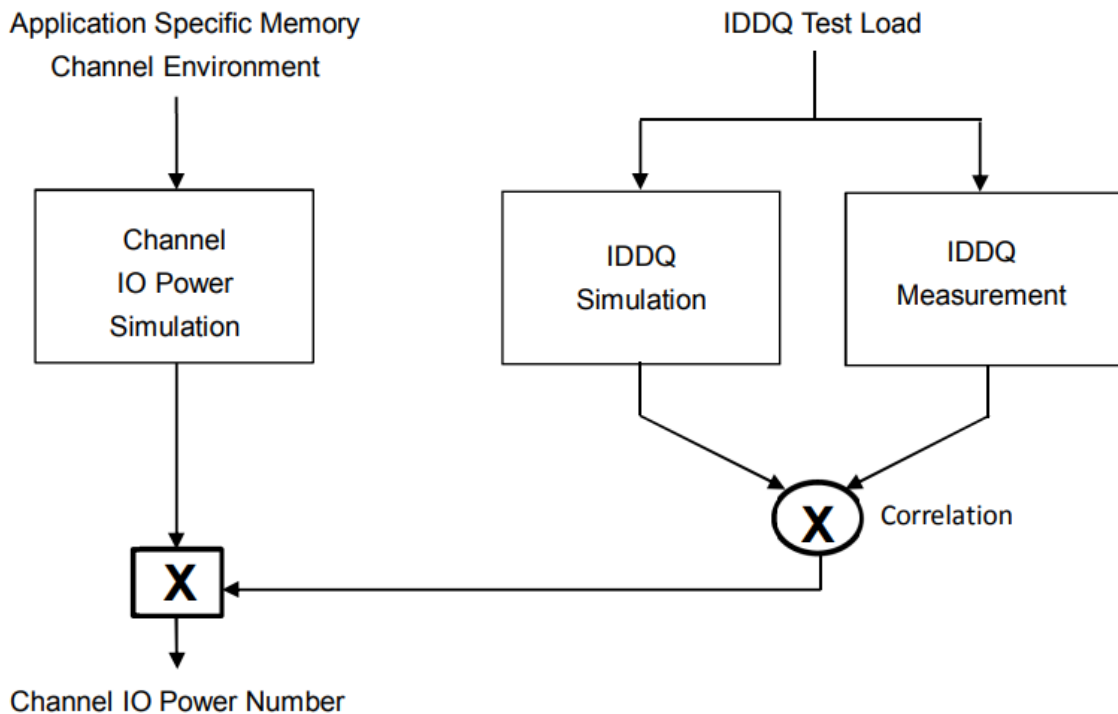 Application Specific Memory
Channel Environment
IDDQ Test Load
Channel
IO Power
Simulation
IDDQ
Simulation
IDDQ
Measurement
X
Correlation
X
Channel IO Power Number